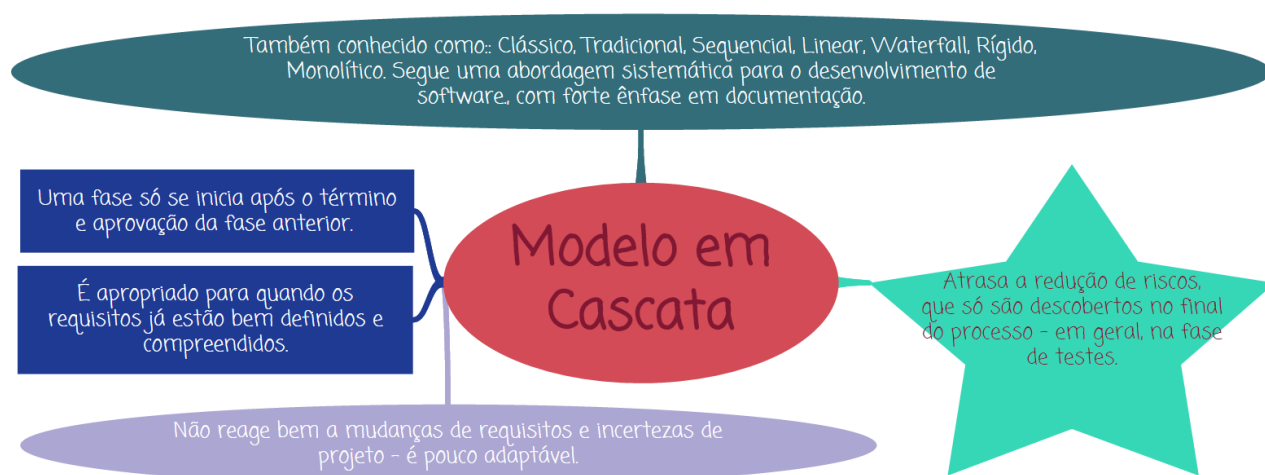 Também conhecido como:: Clássico, Tradicional, Sequencial, Linear, Waterfall, Rígido,
Monolítico. Segue uma abordagem sistemática para o desenvolvimento de
software., com forte ênfase em documentação.
Uma fase só se inicia após o término
e aprovação da fase anterior.
É apropriado para quando os
requisitos já estão bem definidos e
compreendidos.
Modelo em
Cascata
Atrasa a redução de riscos,
que só são descobertos no final
do processo - em geral, na fase
de testes.
Não reage bem a mudanças de requisitos e incertezas de
projeto - é pouco adaptável.